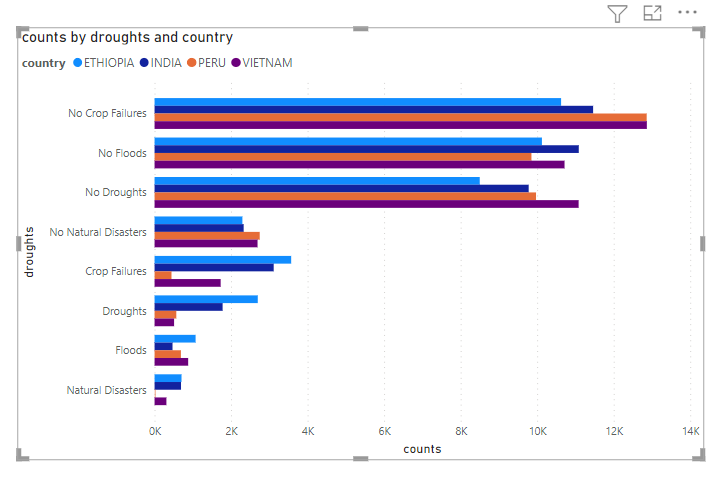 counts by droughts and country
country ETHIOPIA INDIA PERU VIETNAM
droughts
No Crop Failures
No Floods
No Droughts
No Natural Disasters
Crop Failures
Droughts
Floods
Natural Disasters
0K 2K 4K 6K 8K 10K 12K 14K
counts